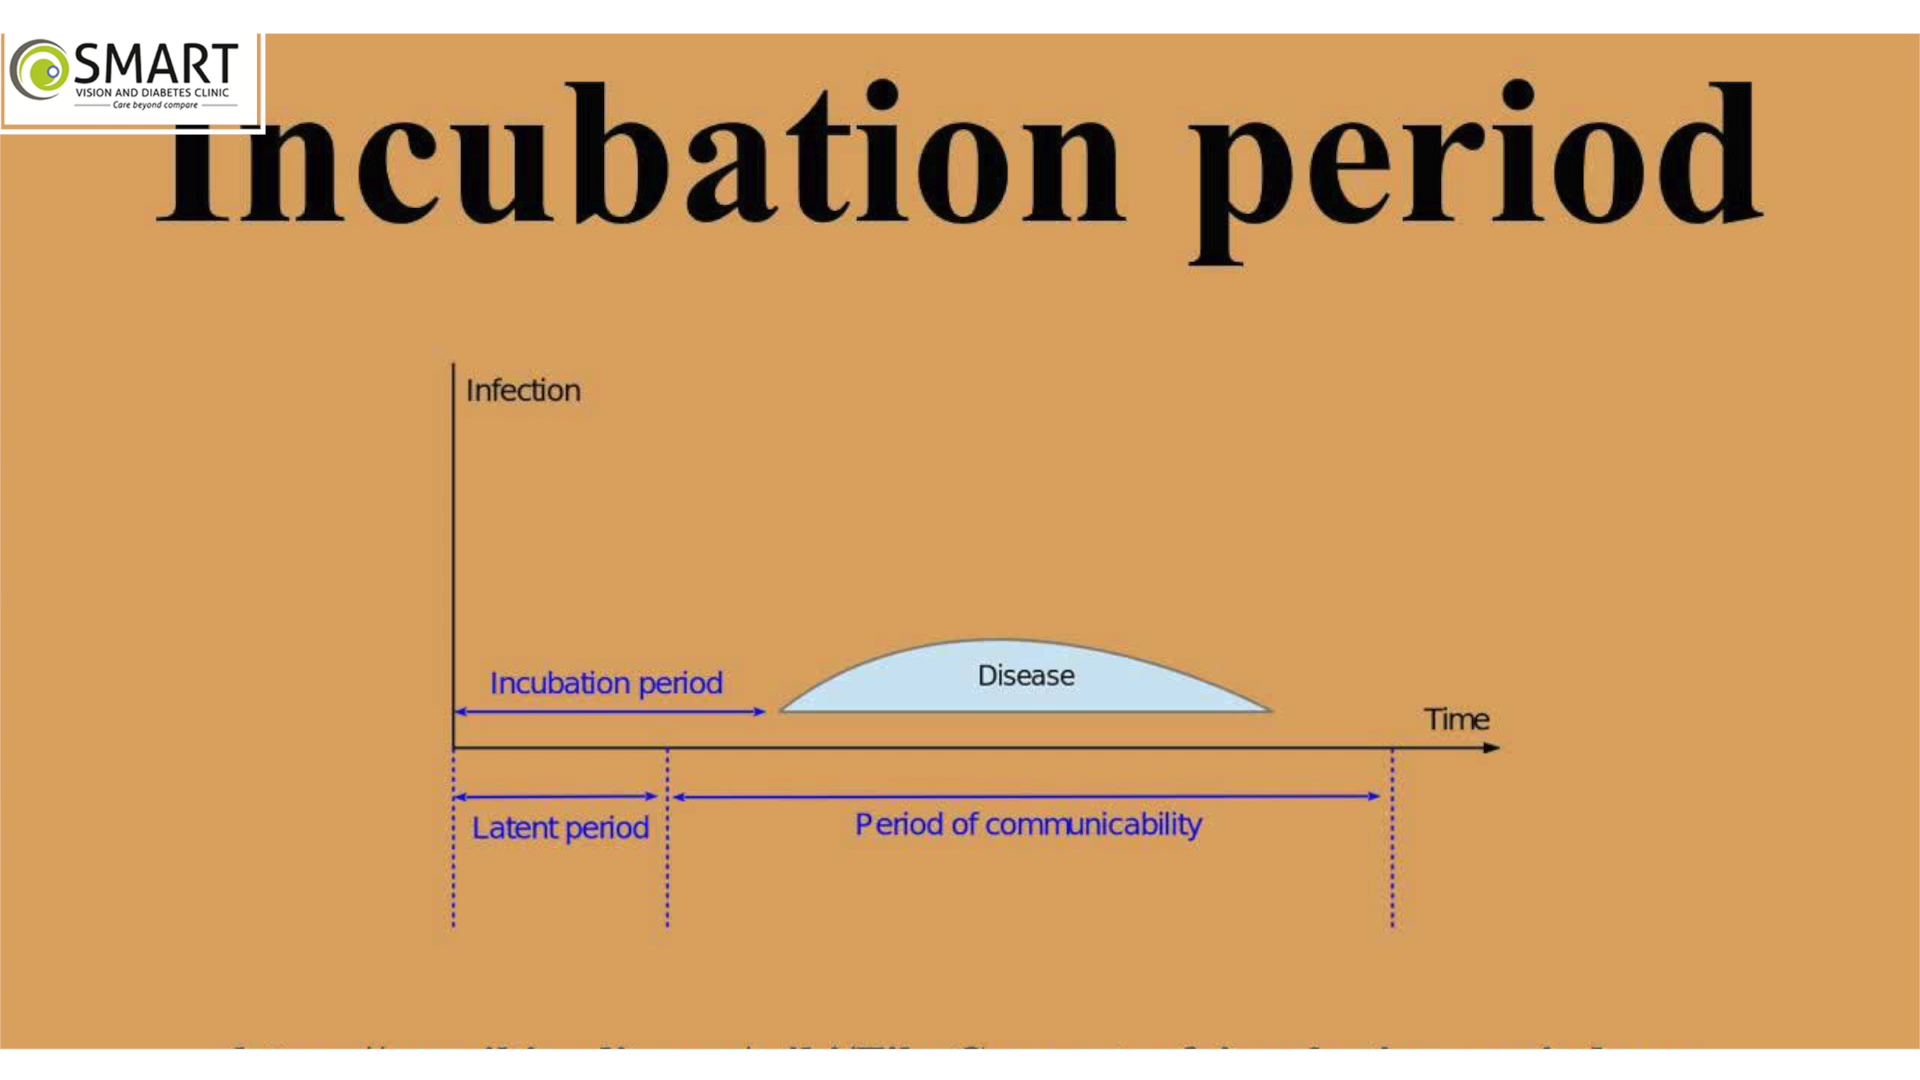 SMART
VISION AND DIABETES CLINIC
Care beyond compare
Incubation period
Infection
Incubation period
Disease
Time
Latent period
Period of communicability